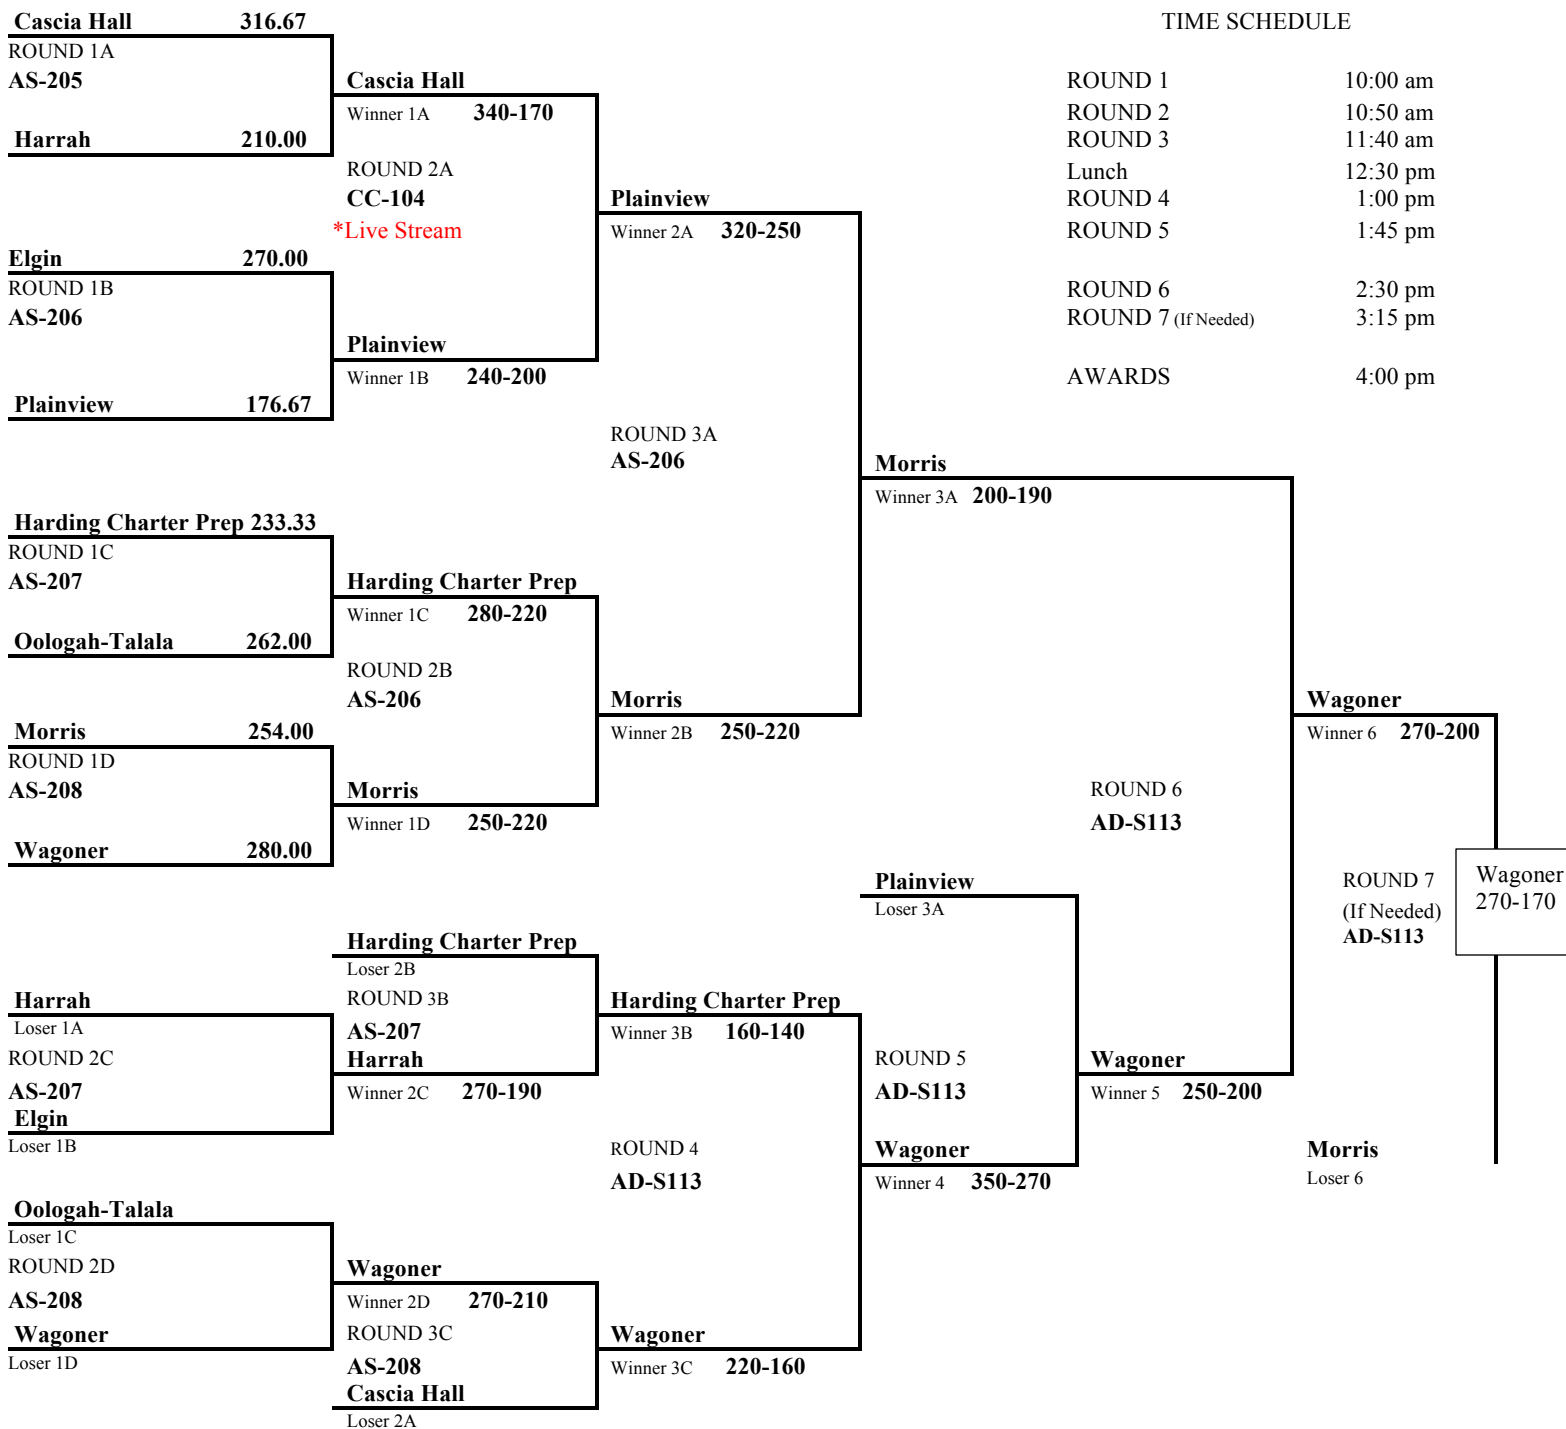 Cascia Hall 316.67
ROUND 1A
AS-205
Harrah 210.00
Elgin 270.00
ROUND 1B
AS-206
Plainview 176.67
Harding Charter Prep 233.33
ROUND 1C
AS-207
Oologah-Talala 262.00
Morris 254.00
ROUND 1D
AS-208
Wagoner 280.00
Harrah
Loser 1A
ROUND 2C
AS-207
Elgin
Loser 1B
Oologah-Talala
Loser 1C
ROUND 2D
AS-208
Wagoner
Loser 1D
Cascia Hall
Winner 1A 340-170
ROUND 2A
CC-104
*Live Stream
Plainview
Winner 1B 240-200
Harding Charter Prep
Winner 1C 280-220
ROUND 2B
AS-206
Morris
Winner 1D 250-220
Harding Charter Prep
Loser 2B
ROUND 3B
AS-207
Harrah
Winner 2C 270-190
Wagoner
Winner 2D 270-210
ROUND 3C
AS-208
Cascia Hall
Loser 2A
Plainview
Winner 2A 320-250
ROUND 3A
AS-206
Morris
Winner 2B 250-220
Harding Charter Prep
Winner 3B 160-140
ROUND 4
AD-S113
Wagoner
Winner 3C 220-160
Morris
Winner 3A 200-190
Plainview
Loser 3A
ROUND 5
AD-S113
Wagoner
Winner 4 350-270
ROUND 6
AD-S113
Wagoner
Winner 5 250-200
Wagoner
Winner 6 270-200
ROUND 7
(If Needed)
AD-S113
Wagoner
270-170
Morris
Loser 6
TIME SCHEDULE
ROUND 1 10:00 am
ROUND 2 10:50 am
ROUND 3 11:40 am
Lunch 12:30 pm
ROUND 4 1:00 pm
ROUND 5 1:45 pm
ROUND 6 2:30 pm
ROUND 7 (If Needed) 3:15 pm
AWARDS 4:00 pm